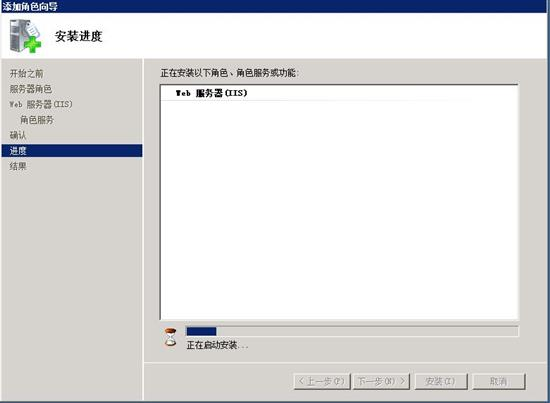 添加角色向导
安装进度
开始之前
服务器角色
Web 服务器(IIS)
角色服务
确认
进度
结果
正在安装以下角色、角色服务或功能:
Web 服务器(IIS)
正在启动安装...
< 上一步(P)
下一步(N) >
安装(I)
取消